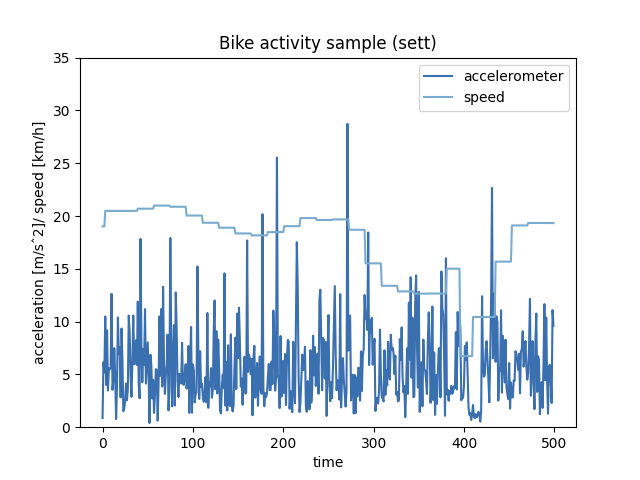 Bike activity sample (sett)
accelerometer
speed
acceleration [m/s^2]/ speed [km/h]
35
30
25
20
15
10
5
0
0 100 200 300 400 500
time